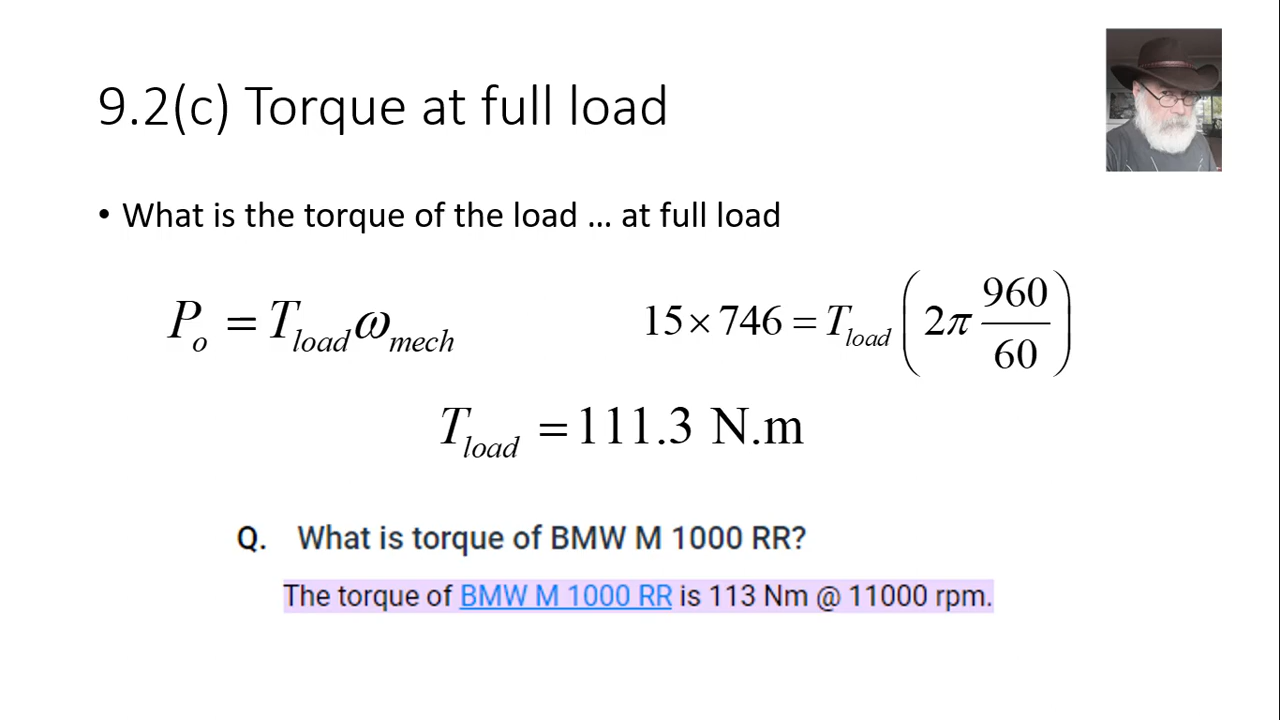 9.2(c) Torque at full load
• What is the torque of the load ... at full load
P_o = T_load ω_mech
15 × 746 = T_load (2π 960/60)
T_load = 111.3 N.m
Q. What is torque of BMW M 1000 RR?
The torque of BMW M 1000 RR is 113 Nm @ 11000 rpm.